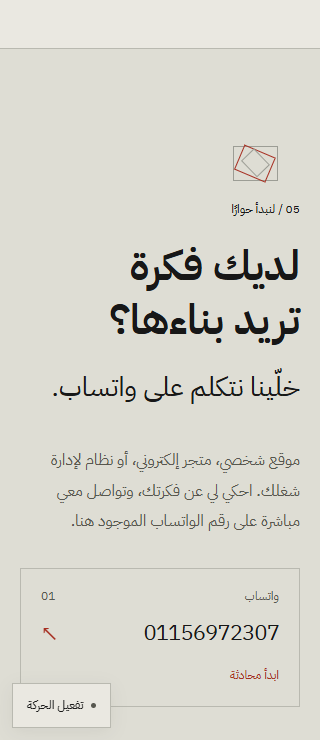 05 / لنبدأ حوارًا
لديك فكرة
تريد بناءها؟
خلّينا نتكلم على واتساب.
موقع شخصي، متجر إلكتروني، أو نظام لإدارة
شغلك. احكي لي عن فكرتك، وتواصل معي
مباشرة على رقم الواتساب الموجود هنا.
واتساب 01
01156972307 ↖
ابدأ محادثة
تفعيل الحركة